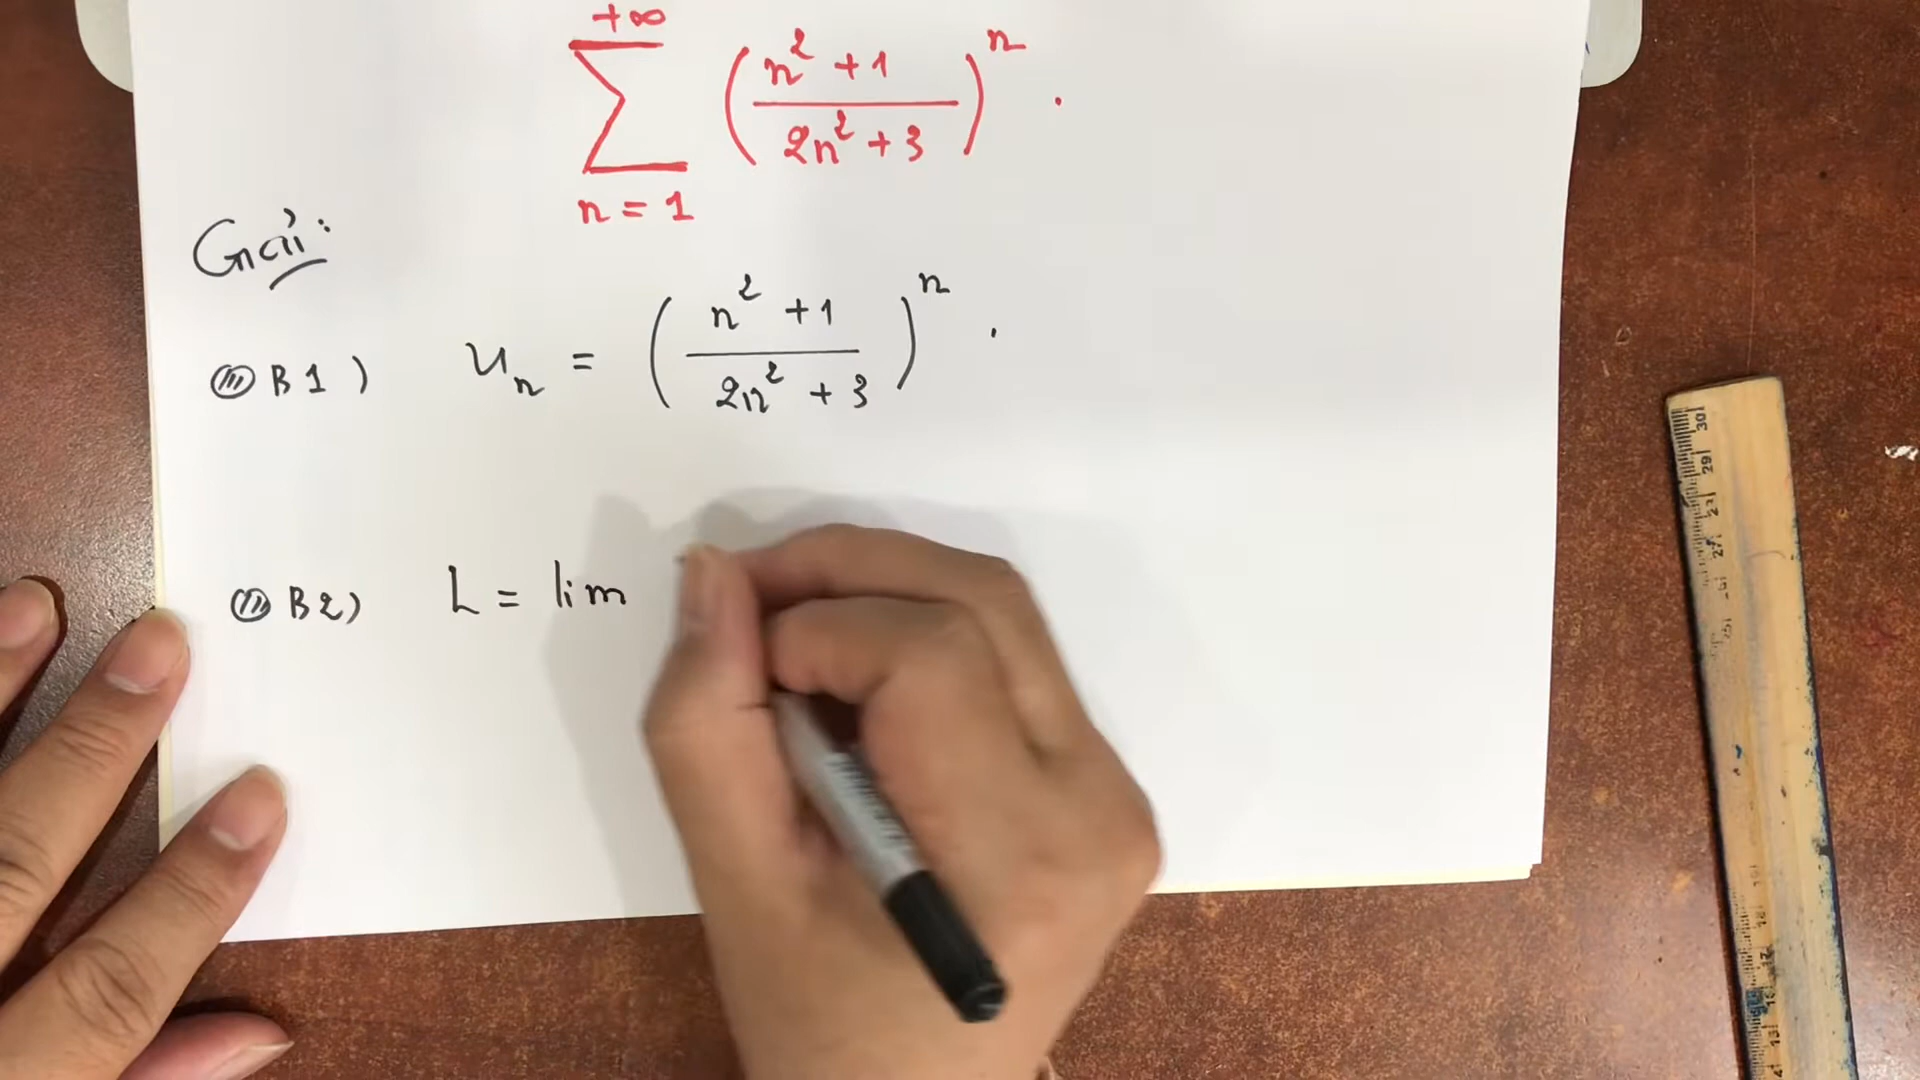 +∞
∑ (n² + 1 / 2n² + 3)ⁿ .
n = 1
Giải:
B1) uₙ = (n² + 1 / 2n² + 3)ⁿ .
B2) L = lim